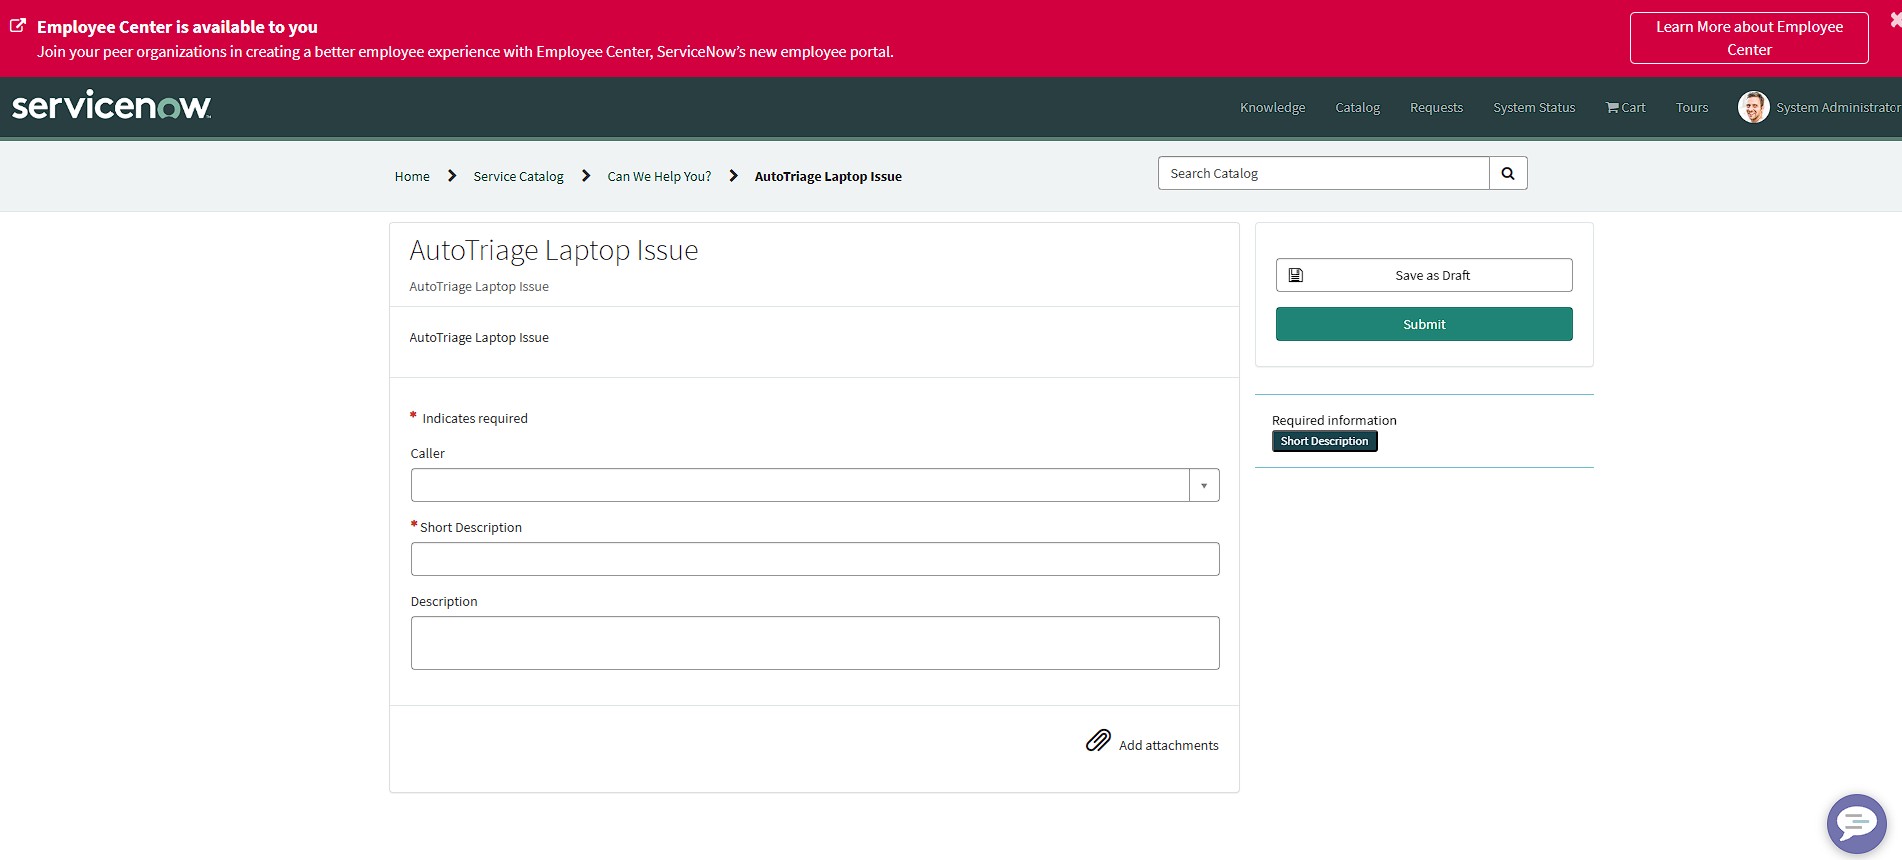 Employee Center is available to you
Join your peer organizations in creating a better employee experience with Employee Center, ServiceNow's new employee portal.
Learn More about Employee
Center
servicenow
Knowledge
Catalog
Requests
System Status
Cart
Tours
System Administrator
Home
Service Catalog
Can We Help You?
AutoTriage Laptop Issue
Search Catalog
AutoTriage Laptop Issue
AutoTriage Laptop Issue
AutoTriage Laptop Issue
* Indicates required
Caller
* Short Description
Description
Add attachments
Save as Draft
Submit
Required information
Short Description